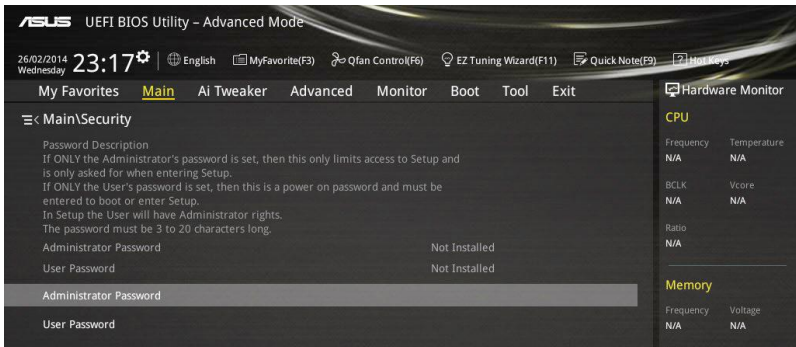 ASUS UEFI BIOS Utility – Advanced Mode
26/02/2014
Wednesday 23:17 English MyFavorite(F3) Qfan Control(F6) EZ Tuning Wizard(F11) Quick Note(F9) ? Hot Keys
My Favorites Main Ai Tweaker Advanced Monitor Boot Tool Exit Hardware Monitor
< Main\Security
Password Description
If ONLY the Administrator's password is set, then this only limits access to Setup and
is only asked for when entering Setup.
If ONLY the User's password is set, then this is a power on password and must be
entered to boot or enter Setup.
In Setup the User will have Administrator rights.
The password must be 3 to 20 characters long.
Administrator Password Not Installed
User Password Not Installed
Administrator Password
User Password
CPU
Frequency Temperature
N/A N/A
BCLK Vcore
N/A N/A
Ratio
N/A
Memory
Frequency Voltage
N/A N/A